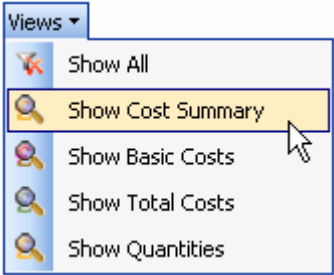 Views
Show All
Show Cost Summary
Show Basic Costs
Show Total Costs
Show Quantities